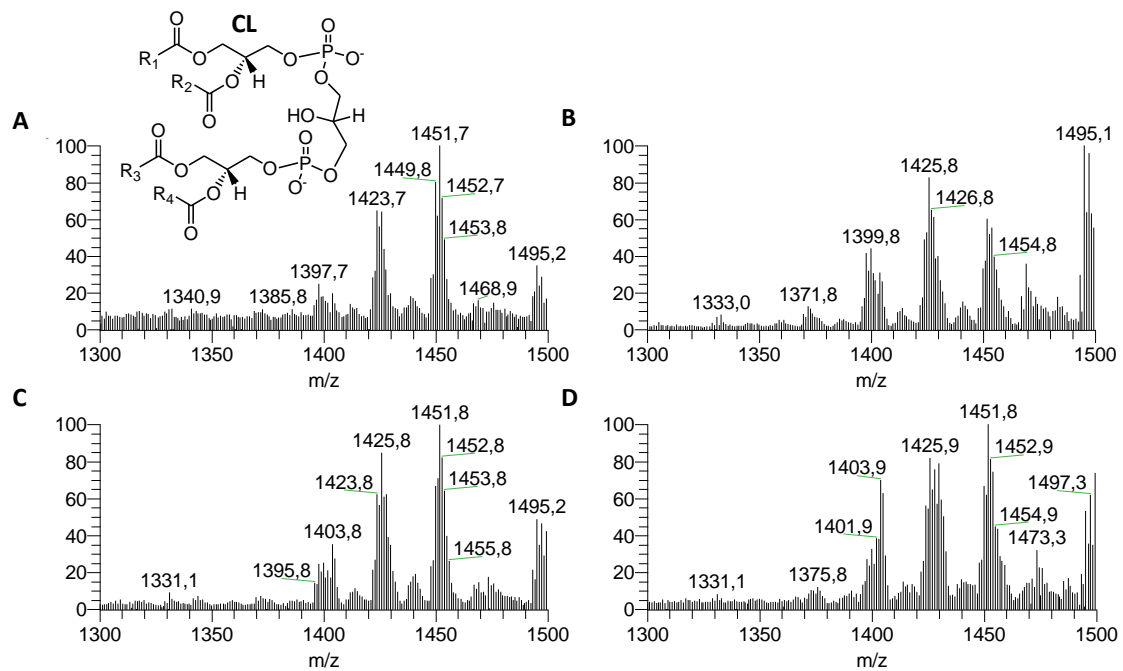 CL
O
R1
O
O
P
O
O-
R2
O
H
O
O
HO
H
O
R3
O
O
O
P
O
O-
R4
O
H
O
A
100
80
60
40
20
0
1451,7
1449,8
1452,7
1423,7
1453,8
1495,2
1397,7
1468,9
1340,9
1385,8
1300 1350 1400 1450 1500
m/z
B
100
80
60
40
20
0
1495,1
1425,8
1426,8
1399,8
1454,8
1371,8
1333,0
1300 1350 1400 1450 1500
m/z
C
100
80
60
40
20
0
1451,8
1425,8
1452,8
1423,8
1453,8
1495,2
1403,8
1455,8
1395,8
1331,1
1300 1350 1400 1450 1500
m/z
D
100
80
60
40
20
0
1451,8
1425,9
1452,9
1403,9
1497,3
1401,9
1454,9
1473,3
1375,8
1331,1
1300 1350 1400 1450 1500
m/z